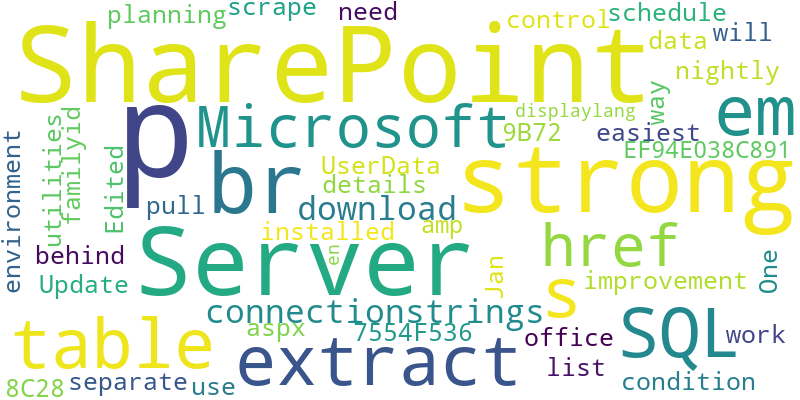 planning scrape need control schedule
SharePoint data will
nightly
p Microsoft way em
displaylang
9B72 easiest
EF94E038C891
environment utilities familyid Edited br UserData strong
details
pull download amp
installed
behind Server en href One
Jan s improvement
Update
connectionstrings
table aspx 7554F536 SQL work
extract office
list
8C28 separate use condition